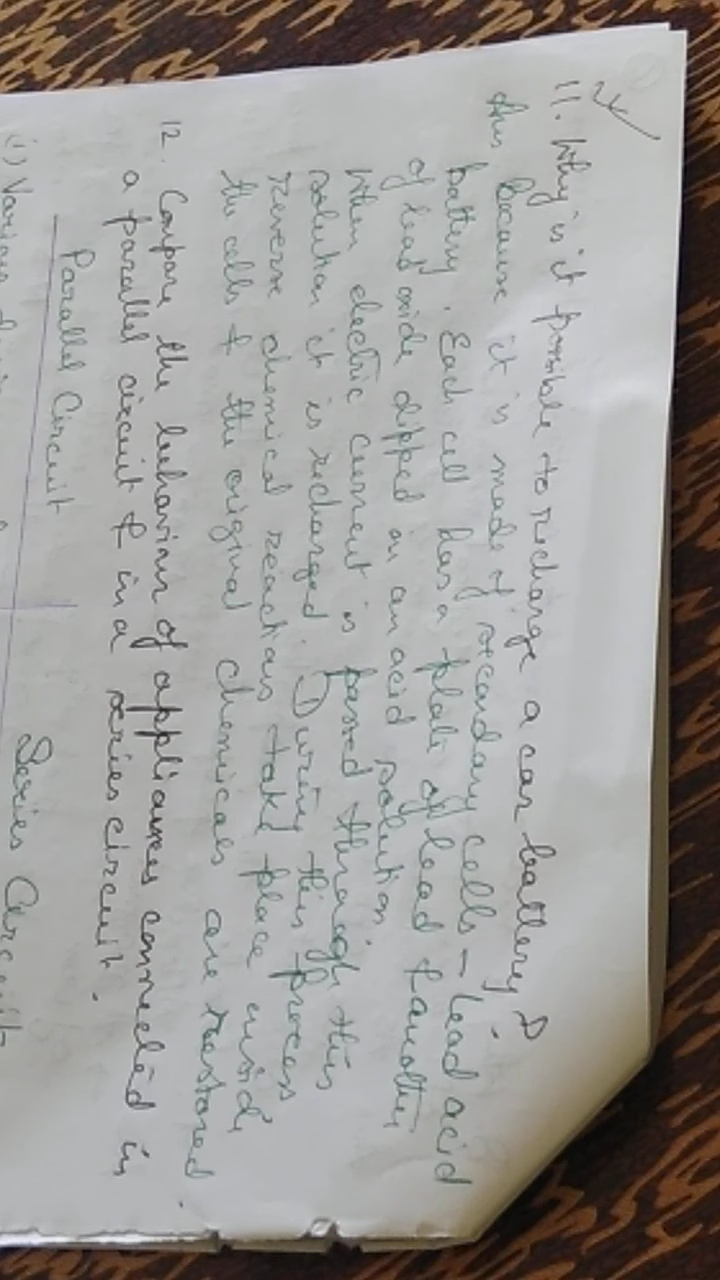 11. Why is it possible to recharge a car battery?
Ans. Because it is made of secondary cells - lead acid
battery. Each cell has a plate of lead & another
of lead oxide dipped in an acid solution.
When electric current is passed through this
solution it is recharged. During this process
reverse chemical reactions take place inside
the cells & the original chemicals are restored.
12. Compare the behaviour of appliances connected in
a parallel circuit & in a series circuit.
Parallel Circuit Series Circuit
(i)